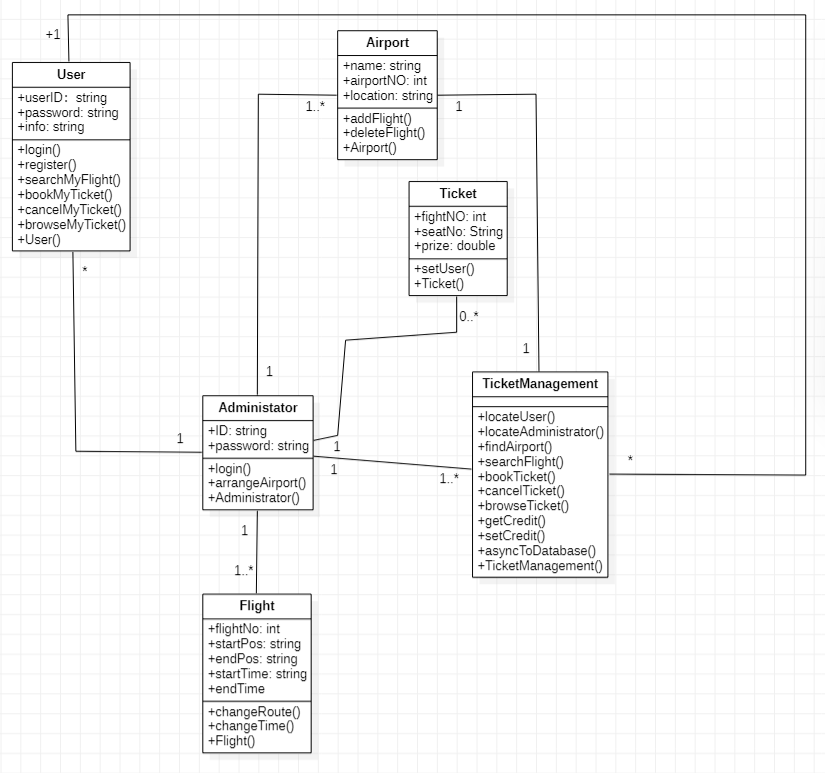 +1
User
+userID: string
+password: string
+info: string
+login()
+register()
+searchMyFlight()
+bookMyTicket()
+cancelMyTicket()
+browseMyTicket()
+User()
*
1
Airport
+name: string
+airportNO: int
+location: string
+addFlight()
+deleteFlight()
+Airport()
1..*
1
1
1
Ticket
+fightNO: int
+seatNo: String
+prize: double
+setUser()
+Ticket()
0..*
1
Administator
+ID: string
+password: string
+login()
+arrangeAirport()
+Administrator()
1
1..*
TicketManagement
+locateUser()
+locateAdministrator()
+findAirport()
+searchFlight()
+bookTicket()
+cancelTicket()
+browseTicket()
+getCredit()
+setCredit()
+asyncToDatabase()
+TicketManagement()
*
1
1..*
Flight
+flightNo: int
+startPos: string
+endPos: string
+startTime: string
+endTime
+changeRoute()
+changeTime()
+Flight()